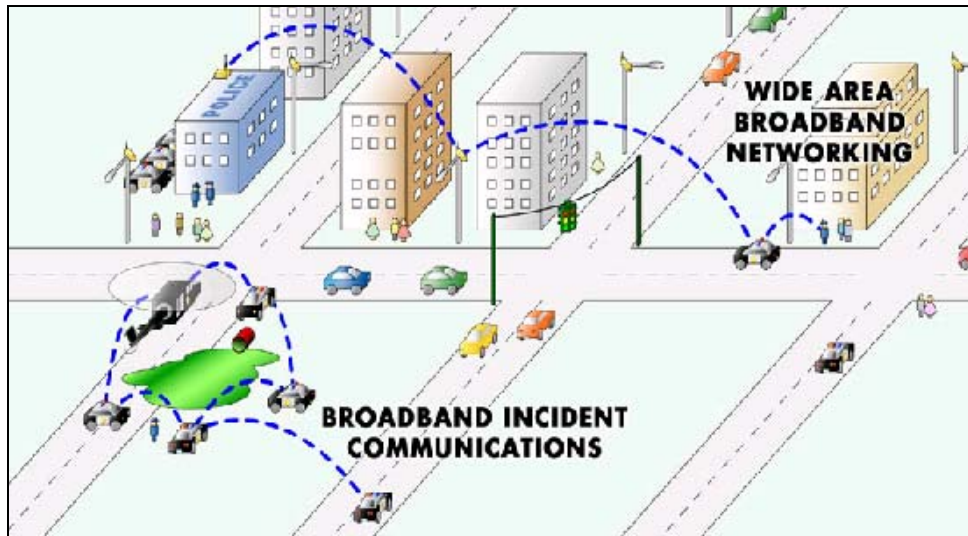 POLICE
WIDE AREA
BROADBAND
NETWORKING
BROADBAND INCIDENT
COMMUNICATIONS